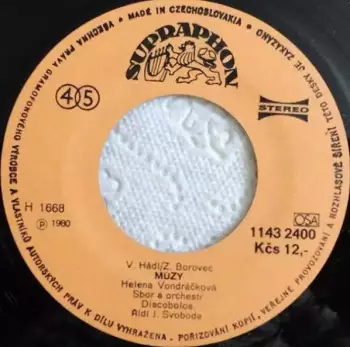 VŠECHNA PRÁVA GRAMOFONOVÉHO VÝROBCE A VLASTNÍKŮ AUTORSKÝCH PRÁV K DÍLU VYHRAŽENA. POŘIZOVÁNÍ KOPIÍ, VEŘEJNÉ PROVOZOVÁNÍ A ROZHLASOVÉ ŠÍŘENÍ TÉTO DESKY JE ZAKÁZÁNO • MADE IN CZECHOSLOVAKIA •
SUPRAPHON
45
STEREO
H 1668
℗ 1980
OSA
1143 2400
Kčs 12,-
V. Hádl/Z. Borovec
MÚZY
Helena Vondráčková
Sbor a orchestr
Discobolos
řídí J. Svoboda